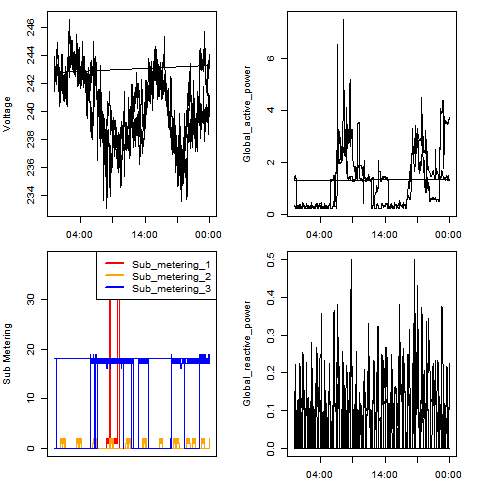 Voltage
234 236 238 240 242 244 246
04:00 14:00 00:00
Global_active_power
0 2 4 6
04:00 14:00 00:00
Sub Metering
0 10 20 30
Sub_metering_1
Sub_metering_2
Sub_metering_3
Global_reactive_power
0.0 0.1 0.2 0.3 0.4 0.5
04:00 14:00 00:00